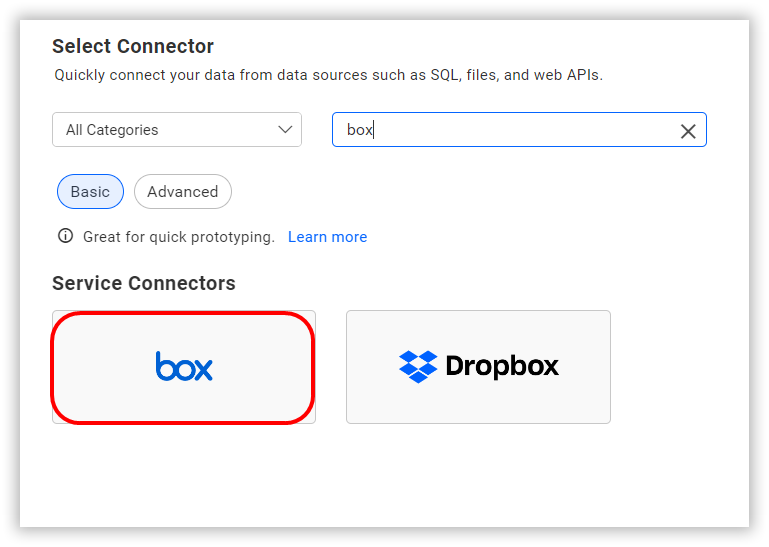 Select Connector
Quickly connect your data from data sources such as SQL, files, and web APIs.
All Categories
box
Basic
Advanced
Great for quick prototyping. Learn more
Service Connectors
box
Dropbox